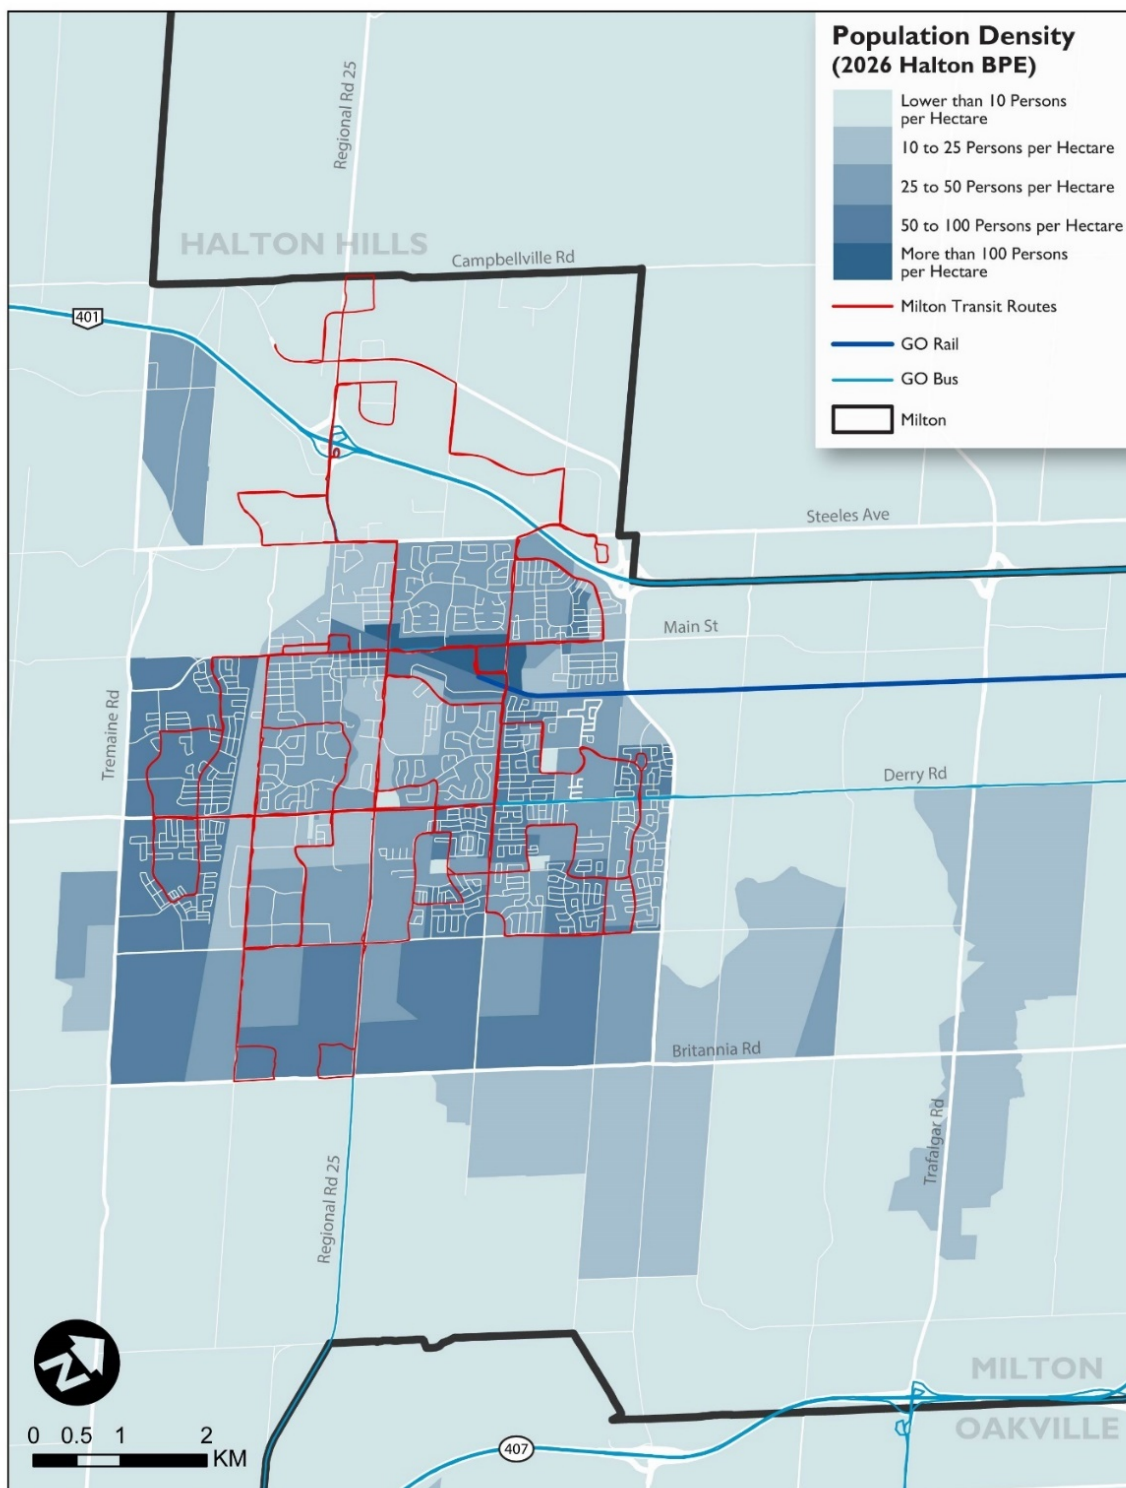 Population Density
(2026 Halton BPE)
Lower than 10 Persons
per Hectare
10 to 25 Persons per Hectare
25 to 50 Persons per Hectare
50 to 100 Persons per Hectare
More than 100 Persons
per Hectare
Milton Transit Routes
GO Rail
GO Bus
Milton
Regional Rd 25
HALTON HILLS
Campbellville Rd
401
Steeles Ave
Main St
Tremaine Rd
Derry Rd
Britannia Rd
Trafalgar Rd
Regional Rd 25
N
MILTON
OAKVILLE
407
0 0.5 1 2
KM